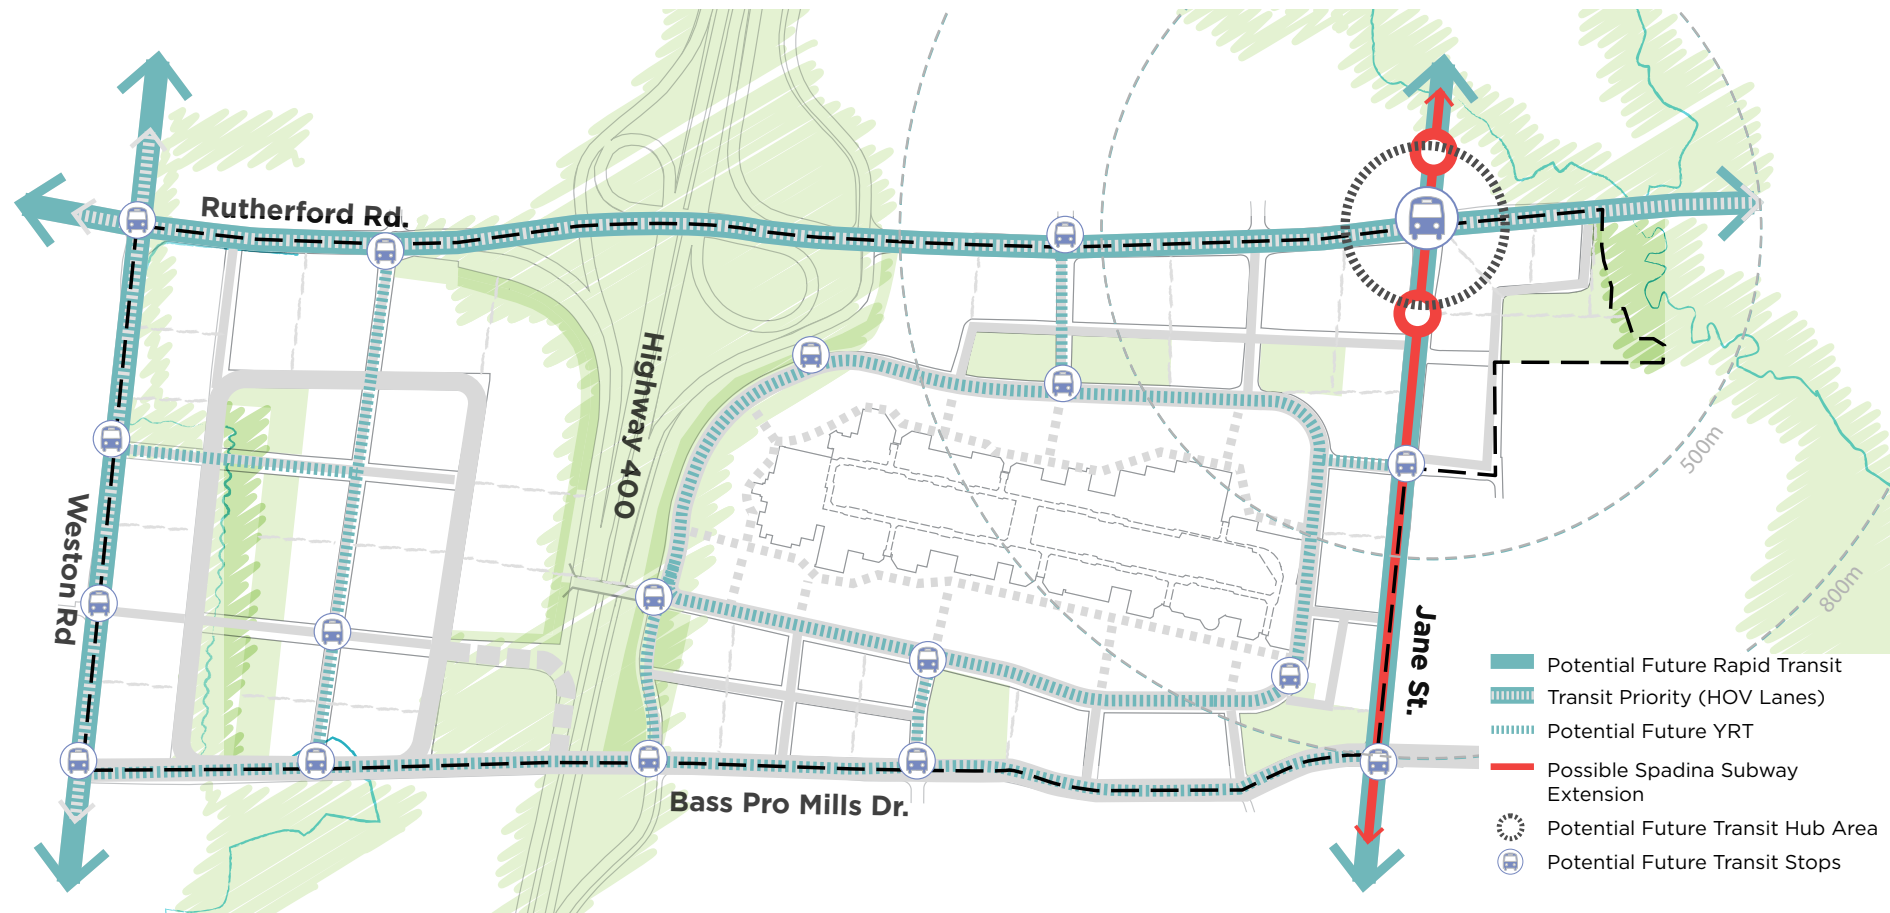 Rutherford Rd.
Highway 400
500m
Weston Rd
800m
Jane St.
Bass Pro Mills Dr.
Potential Future Rapid Transit
Transit Priority (HOV Lanes)
Potential Future YRT
Possible Spadina Subway
Extension
Potential Future Transit Hub Area
Potential Future Transit Stops